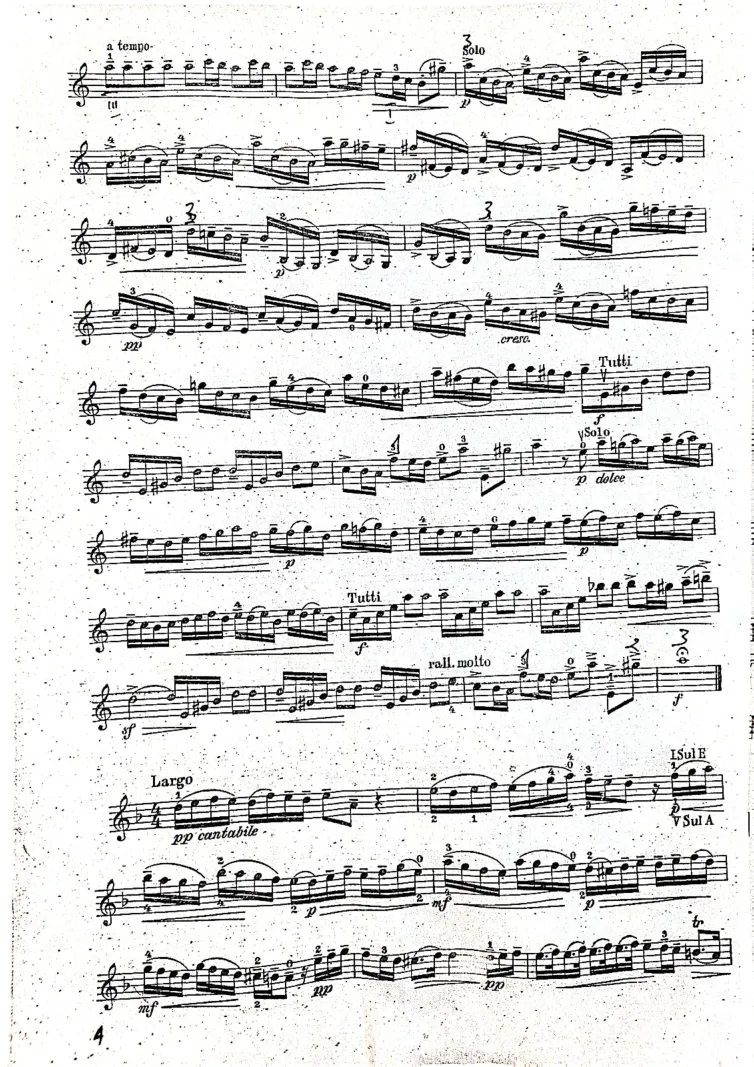 a tempo
Solo
p
p
p
pp
cresc.
Tutti
f
Solo
p dolce
p
p
Tutti
f
rall. molto
sf
f
Largo
I Sul E
pp cantabile
p
V Sul A
p
mf
p
tr
mf
pp
pp
4